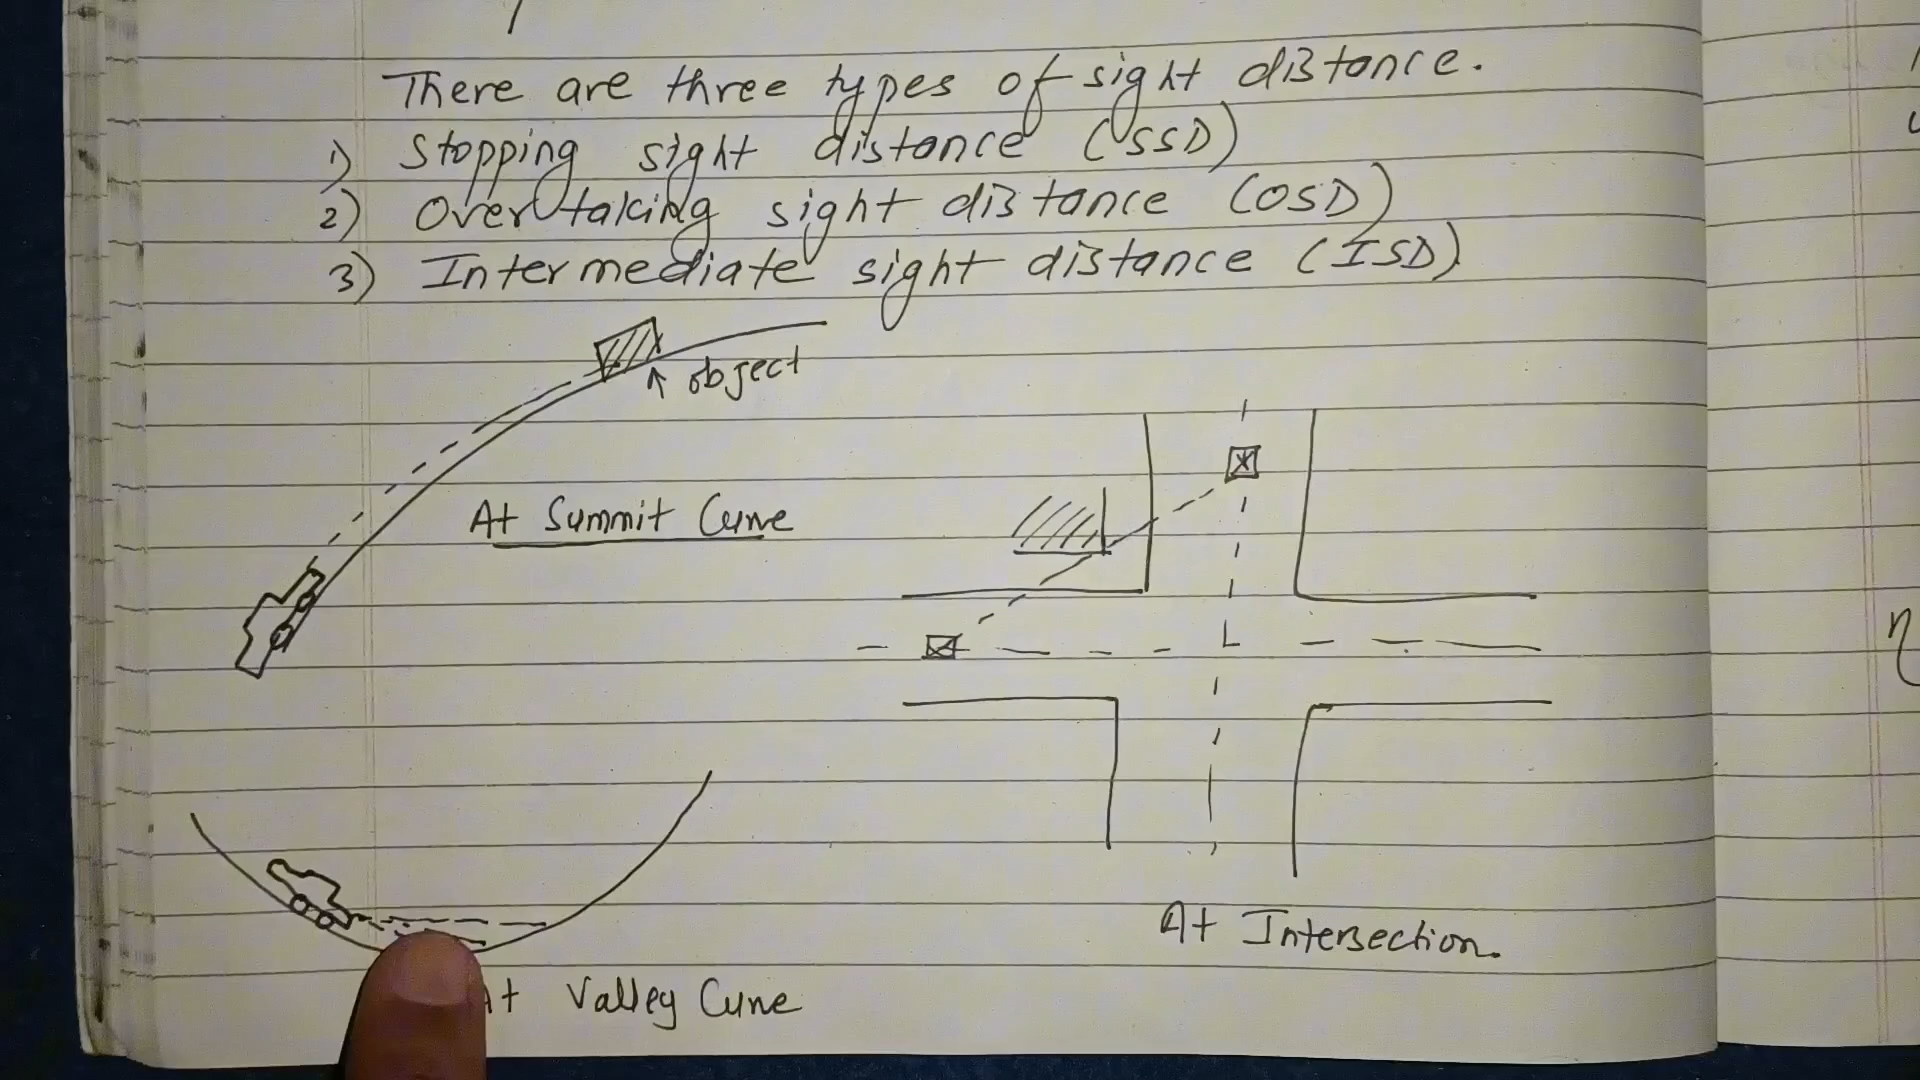 There are three types of sight distance.
1) Stopping sight distance (SSD)
2) Overtaking sight distance (OSD)
3) Intermediate sight distance (ISD)
object
At Summit Curve
At Intersection.
At Valley Curve